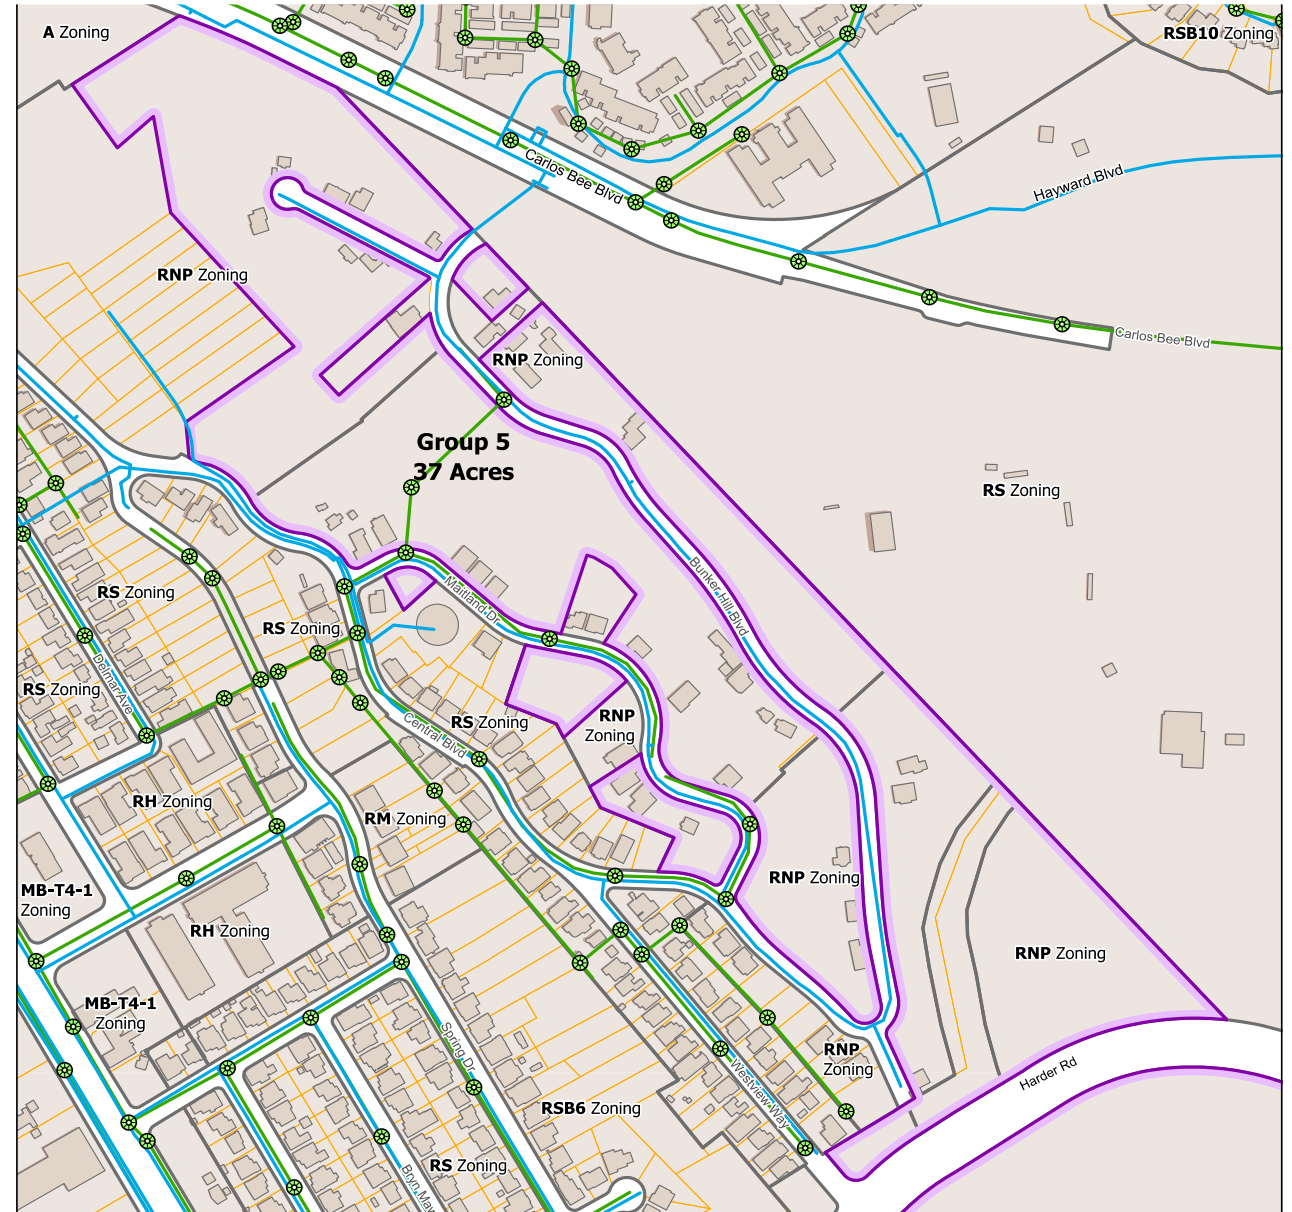 A Zoning
RSB10 Zoning
Carlos Bee Blvd
Hayward Blvd
RNP Zoning
Carlos Bee Blvd
RNP Zoning
Group 5
37 Acres
RS Zoning
Bunker Hill Blvd
RS Zoning
Maitland Dr
RS Zoning
RS Zoning
Delmar Ave
RS Zoning
RNP
Zoning
Central Blvd
RH Zoning
RM Zoning
MB-T4-1
Zoning
RNP Zoning
RH Zoning
RNP Zoning
MB-T4-1
Zoning
Spring Dr
RNP
Zoning
Harder Rd
Westview Way
RSB6 Zoning
RS Zoning
Bryn Maw